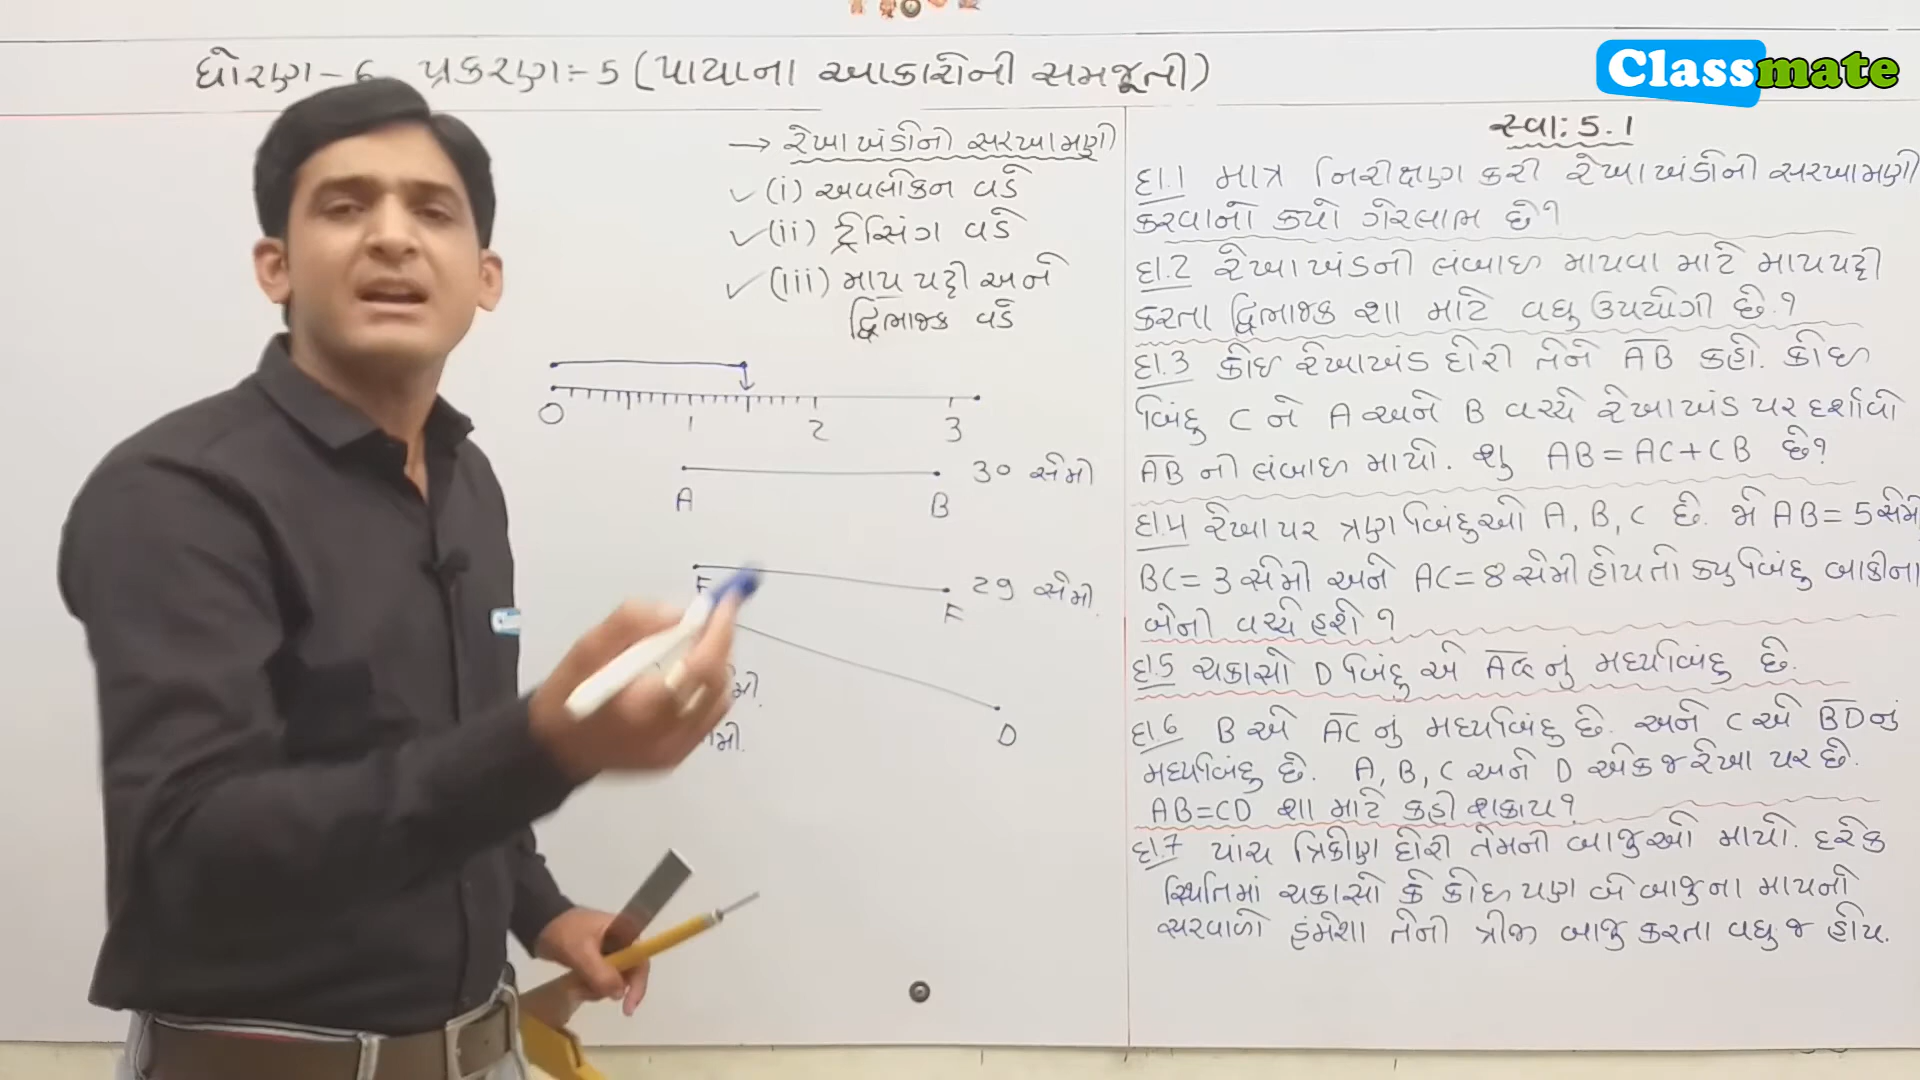 ધોરણ-6 પ્રકરણ:-5 (પાયાના આકારોની સમજૂતી)
Classmate
→ રેખાખંડોની સરખામણી
(i) અવલોકન વડે
(ii) ટ્રેસિંગ વડે
(iii) માપ પટ્ટી અને
દ્વિભાજક વડે
0 1 2 3
A B 30 સેમી
E F 29 સેમી.
મી.
D
મી.
સ્વા: 5.1
દા.1 માત્ર નિરીક્ષણ કરી રેખાખંડોની સરખામણી
કરવાનો કયો ગેરલાભ છે?
દા.2 રેખાખંડની લંબાઇ માપવા માટે માપપટ્ટી
કરતા દ્વિભાજક શા માટે વધુ ઉપયોગી છે.?
દા.3 કોઇ રેખાખંડ દોરી તેને AB કહો. કોઇ
બિંદુ C ને A અને B વચ્ચે રેખાખંડ પર દર્શાવો
AB ની લંબાઇ માપો. શુ AB = AC+CB છે?
દા.4 રેખા પર ત્રણ બિંદુઓ A, B, C છે. જો AB = 5 સેમી
BC = 3 સેમી અને AC = 8 સેમી હોય તો ક્યુ બિંદુ બાકીના
બેની વચ્ચે હશે ?
દા.5 ચકાસો D બિંદુ એ AG નું મધ્યબિંદુ છે.
દા.6 B એ AC નું મધ્યબિંદુ છે. અને C એ BD નું
મધ્યબિંદુ છે. A, B, C અને D એક જ રેખા પર છે.
AB=CD શા માટે કહી શકાય?
દા.7 પાંચ ત્રિકોણ દોરી તેમની બાજુઓ માપો. દરેક
સ્થિતિમાં ચકાસો કે કોઇ પણ બે બાજુના માપનો
સરવાળો હંમેશા તેની ત્રીજી બાજુ કરતા વધુ જ હોય.